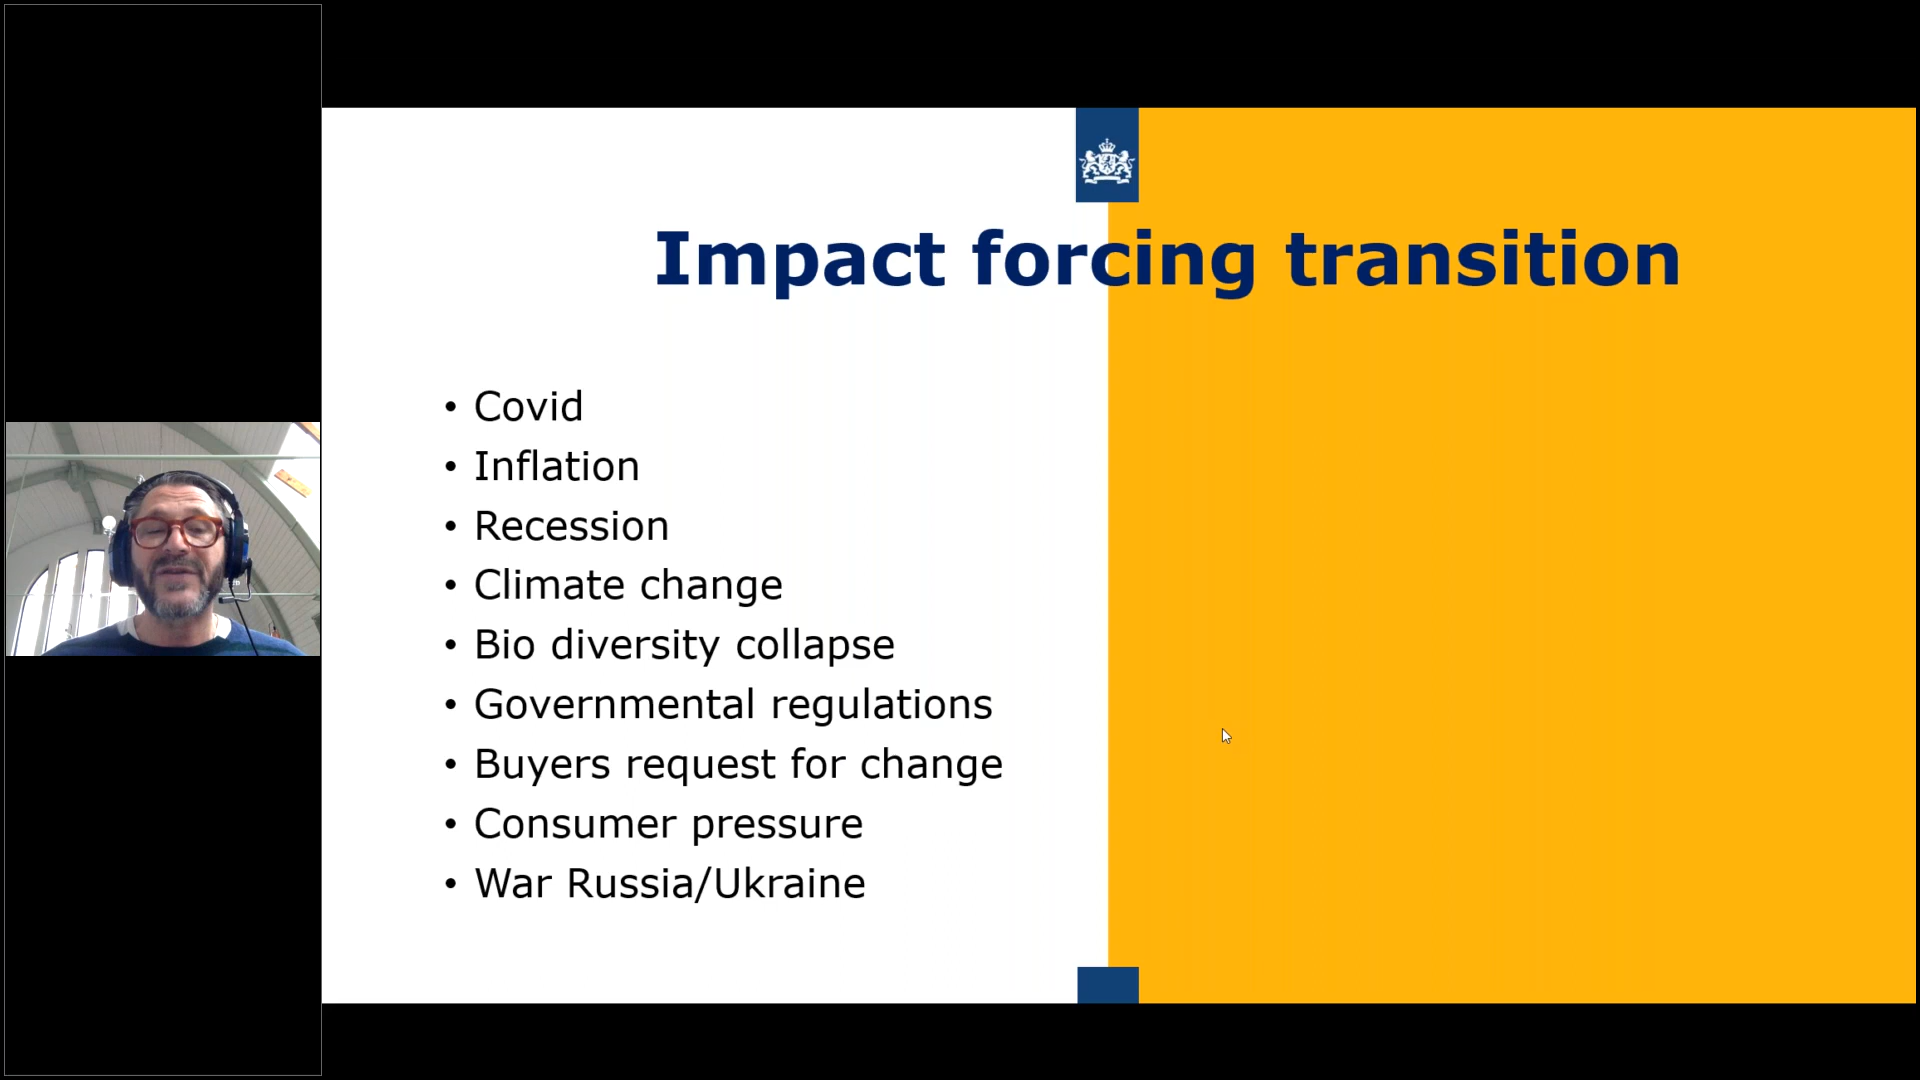 Impact forcing transition
• Covid
• Inflation
• Recession
• Climate change
• Bio diversity collapse
• Governmental regulations
• Buyers request for change
• Consumer pressure
• War Russia/Ukraine